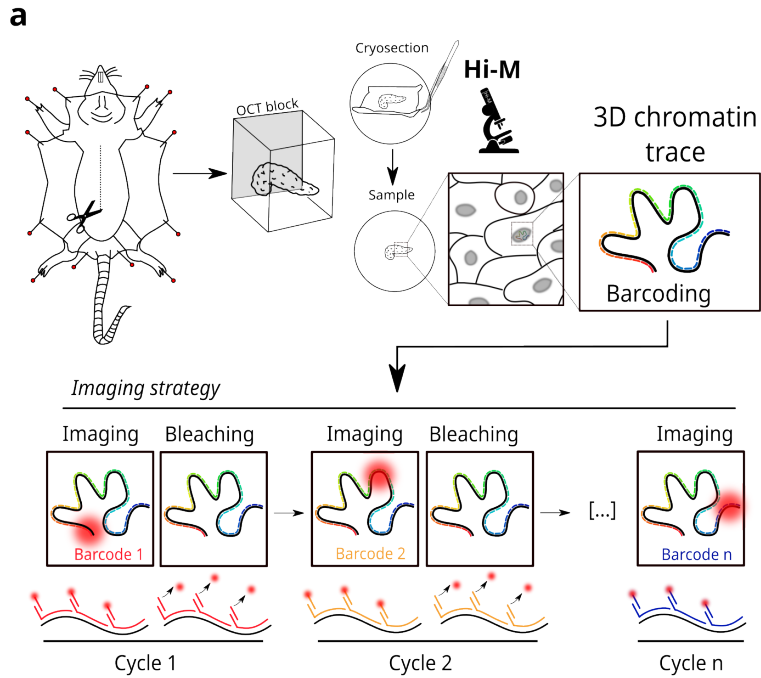 a
Cryosection
Hi-M
OCT block
3D chromatin
trace
Sample
Barcoding
Imaging strategy
Imaging
Bleaching
Imaging
Bleaching
Imaging
[...]
Barcode 1
Barcode 2
Barcode n
Cycle 1
Cycle 2
Cycle n